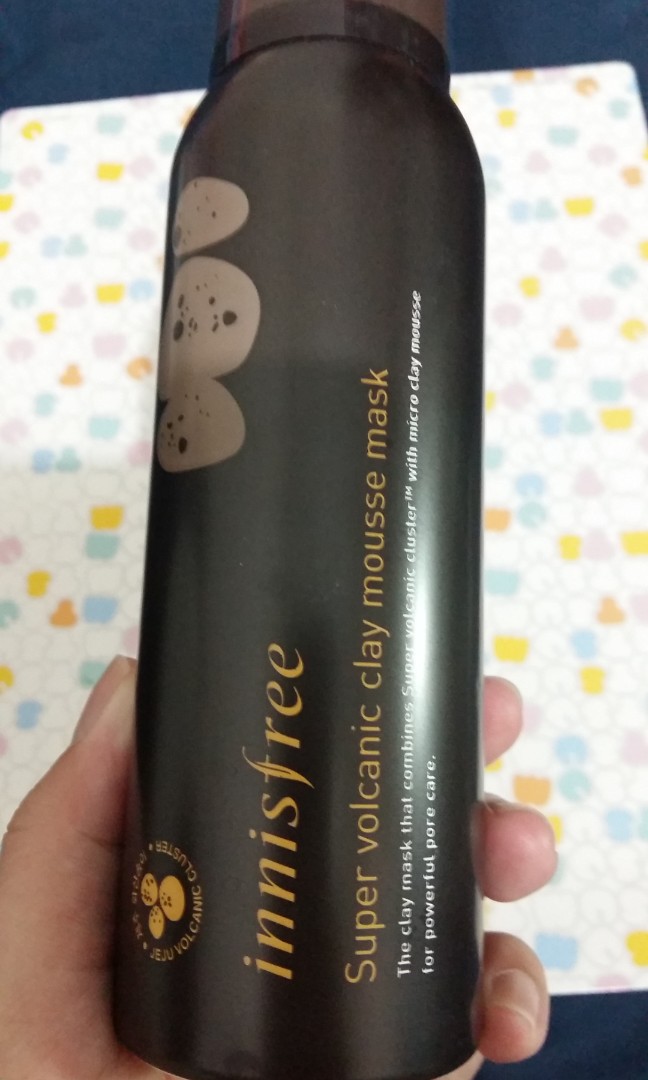 innisfree
Super volcanic clay mousse mask
The clay mask that combines Super volcanic cluster™ with micro clay mousse
for powerful pore care.
JEJU VOLCANIC CLUSTER